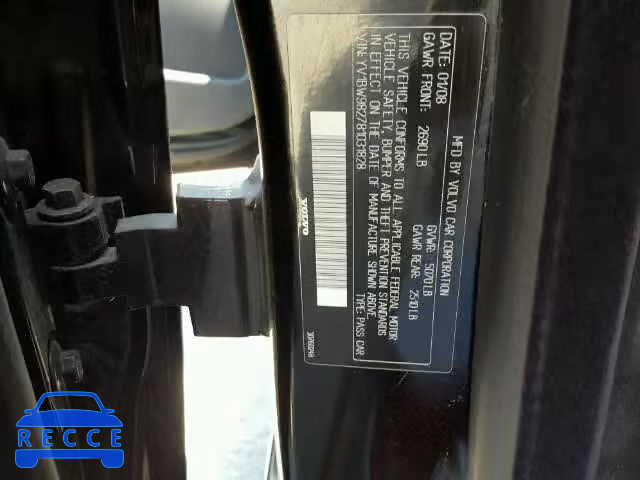 MFD BY VOLVO CAR CORPORATION
DATE: 01/08 GVWR: 5070 LB
GAWR FRONT: 2690 LB GAWR REAR: 2510 LB
THIS VEHICLE CONFORMS TO ALL APPLICABLE FEDERAL MOTOR
VEHICLE SAFETY, BUMPER AND THEFT PREVENTION STANDARDS
IN EFFECT ON THE DATE OF MANUFACTURE SHOWN ABOVE.
TYPE: PASS CAR
VOLVO
RECCE